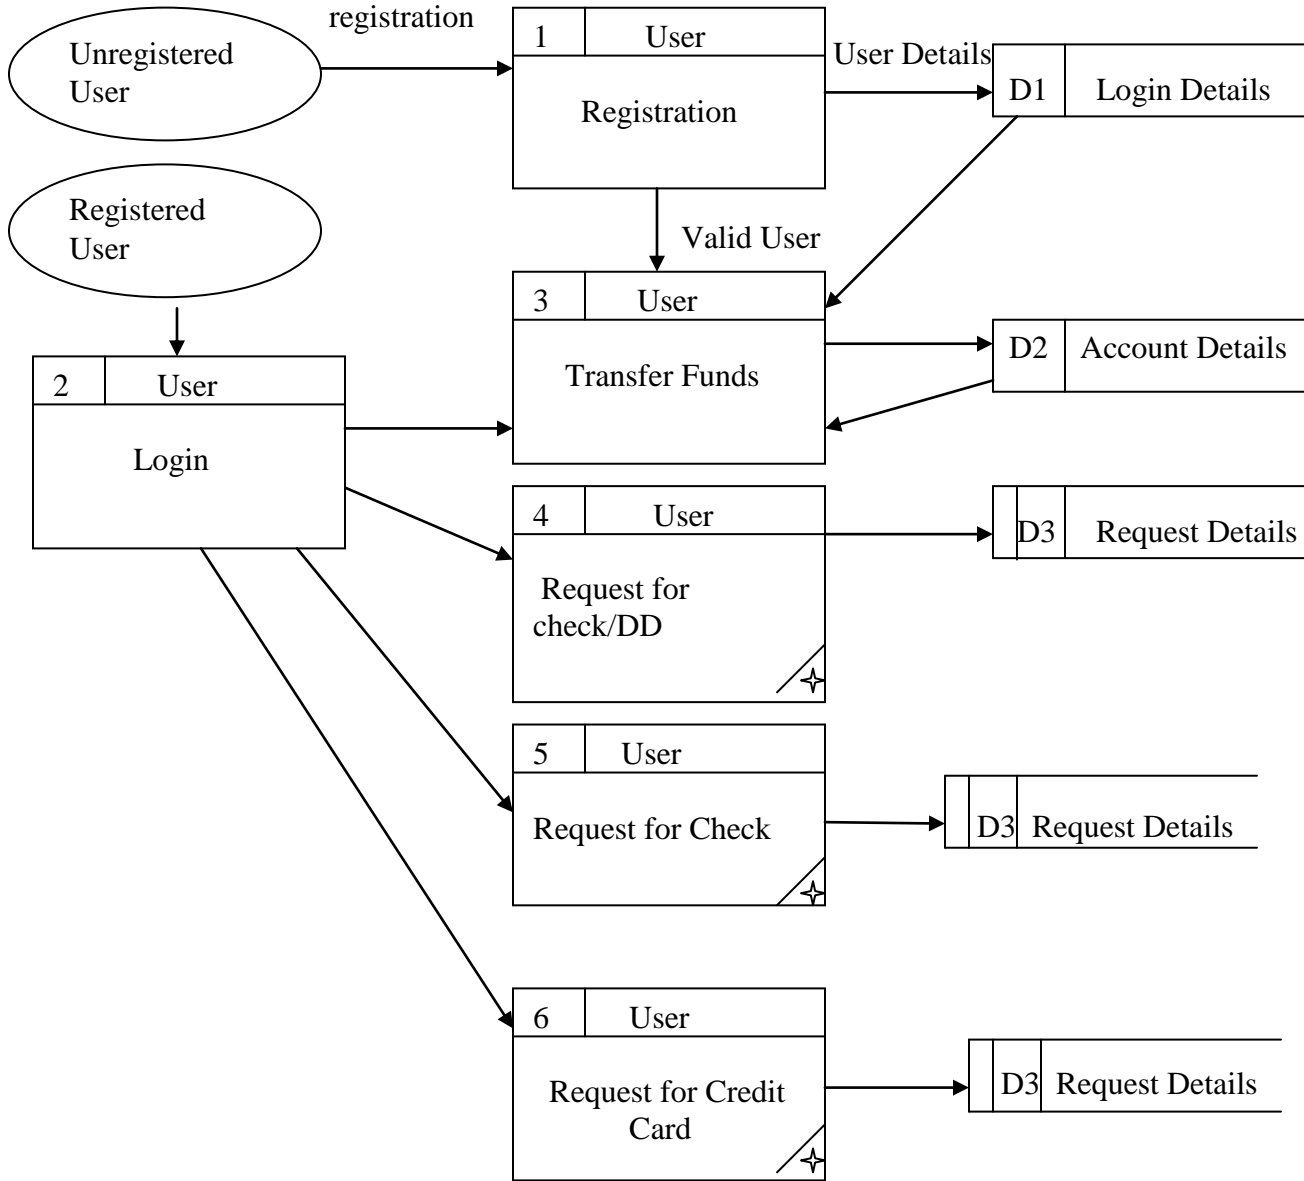 registration
Unregistered
User
1 User
Registration
User Details
D1 Login Details
Registered
User
Valid User
3 User
Transfer Funds
D2 Account Details
2 User
Login
4 User
Request for
check/DD
D3 Request Details
5 User
Request for Check
D3 Request Details
6 User
Request for Credit
Card
D3 Request Details